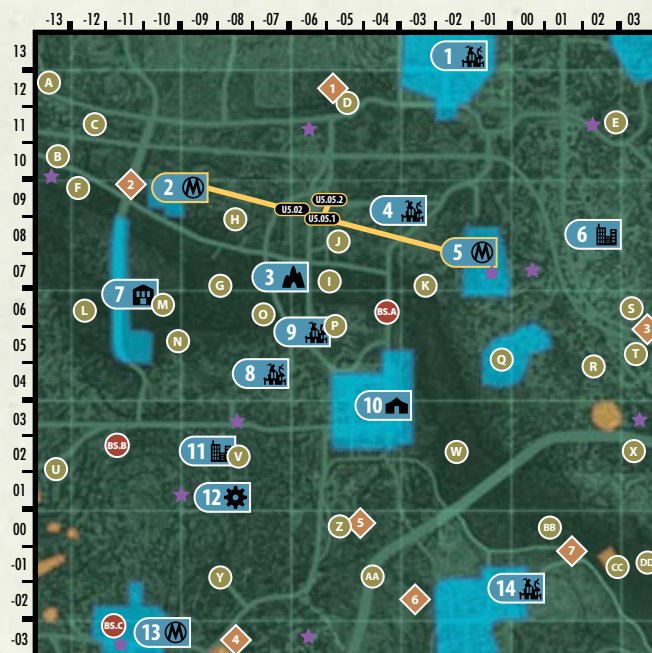 -13 -12 -11 -10 -09 -08 -07 -06 -05 -04 -03 -02 -01 00 01 02 03
13
1
12
A
1
D
11
C
E
10
B
09
F
2
2
U5.05.2
U5.02
U5.05.1
4
H
08
J
5
6
07
3
G
I
K
7
M
06
L
O
BS.A
S
9
P
3
05
N
Q
T
04
8
R
10
03
BS.B
02
11
V
W
X
U
01
12
00
Z
5
BB
7
-01
Y
AA
CC
DD
-02
6
14
BS.C
-03
13
4